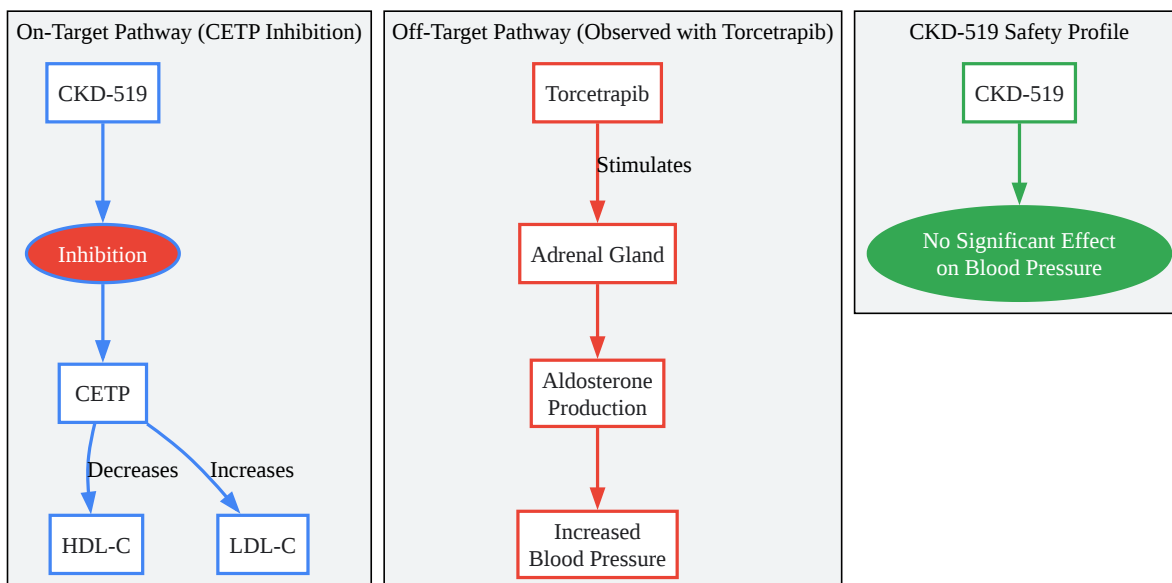 On-Target Pathway (CETP Inhibition)
CKD-519
Inhibition
CETP
Decreases
Increases
HDL-C
LDL-C
Off-Target Pathway (Observed with Torcetrapib)
Torcetrapib
Stimulates
Adrenal Gland
Aldosterone
Production
Increased
Blood Pressure
CKD-519 Safety Profile
CKD-519
No Significant Effect
on Blood Pressure